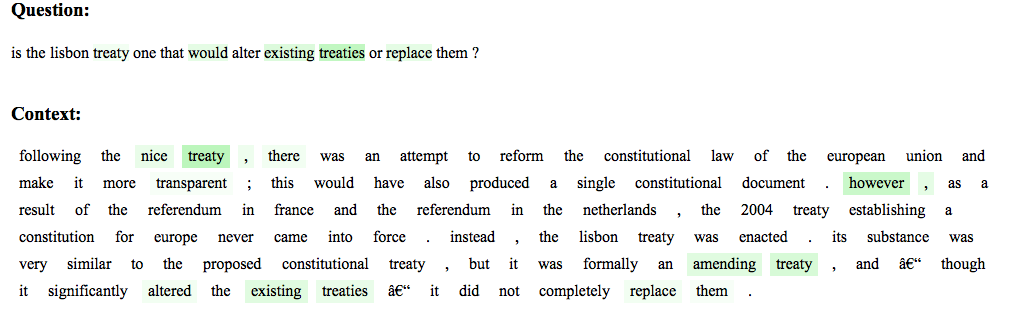 Question:
is the lisbon treaty one that would alter existing treaties or replace them ?
Context:
following the nice treaty , there was an attempt to reform the constitutional law of the european union and
make it more transparent ; this would have also produced a single constitutional document . however , as a
result of the referendum in france and the referendum in the netherlands , the 2004 treaty establishing a
constitution for europe never came into force . instead , the lisbon treaty was enacted . its substance was
very similar to the proposed constitutional treaty , but it was formally an amending treaty , and â€“ though
it significantly altered the existing treaties â€“ it did not completely replace them .